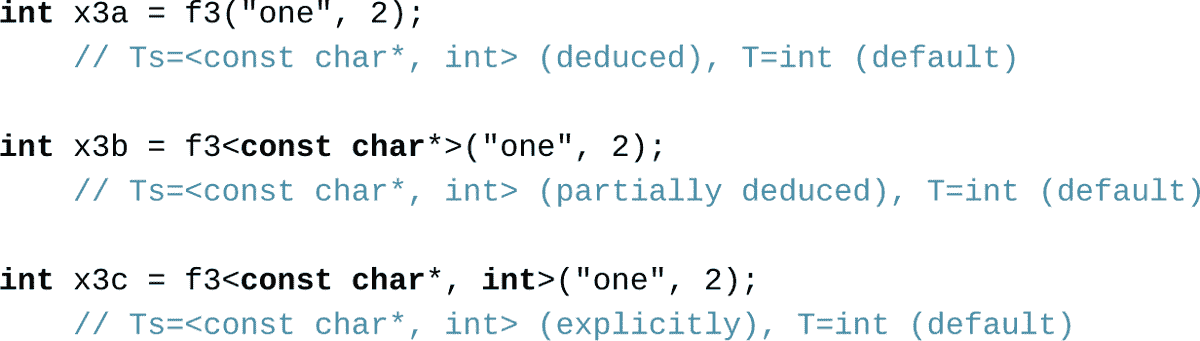 int x3a = f3("one", 2);
    // Ts=<const char*, int> (deduced), T=int (default)
int x3b = f3<const char*>("one", 2);
    // Ts=<const char*, int> (partially deduced), T=int (default)
int x3c = f3<const char*, int>("one", 2);
    // Ts=<const char*, int> (explicitly), T=int (default)